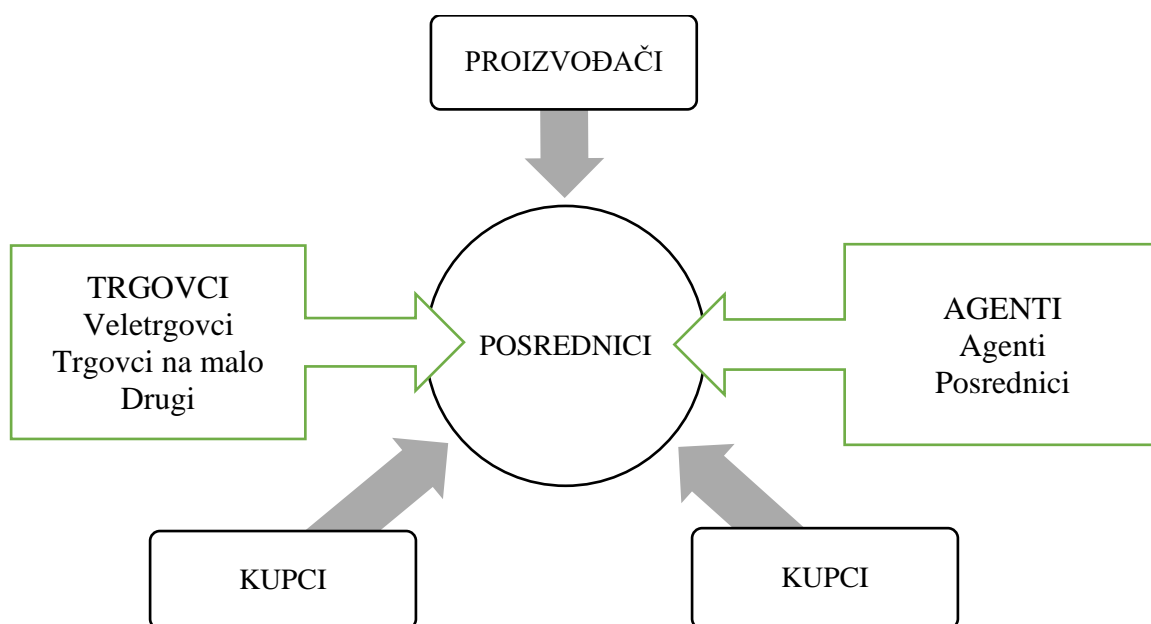 PROIZVOĐAČI
TRGOVCI
Veletrgovci
Trgovci na malo
Drugi
POSREDNICI
AGENTI
Agenti
Posrednici
KUPCI
KUPCI